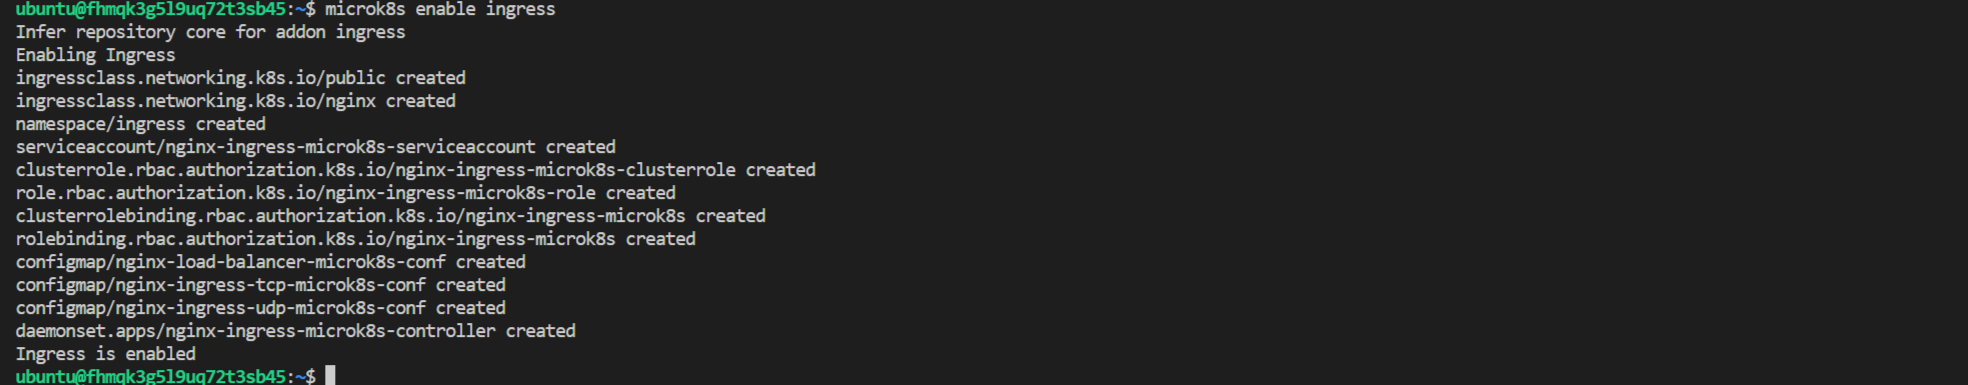 ubuntu@fhmqk3g5l9uq72t3sb45:~$ microk8s enable ingress
Infer repository core for addon ingress
Enabling Ingress
ingressclass.networking.k8s.io/public created
ingressclass.networking.k8s.io/nginx created
namespace/ingress created
serviceaccount/nginx-ingress-microk8s-serviceaccount created
clusterrole.rbac.authorization.k8s.io/nginx-ingress-microk8s-clusterrole created
role.rbac.authorization.k8s.io/nginx-ingress-microk8s-role created
clusterrolebinding.rbac.authorization.k8s.io/nginx-ingress-microk8s created
rolebinding.rbac.authorization.k8s.io/nginx-ingress-microk8s created
configmap/nginx-load-balancer-microk8s-conf created
configmap/nginx-ingress-tcp-microk8s-conf created
configmap/nginx-ingress-udp-microk8s-conf created
daemonset.apps/nginx-ingress-microk8s-controller created
Ingress is enabled
ubuntu@fhmqk3g5l9uq72t3sb45:~$